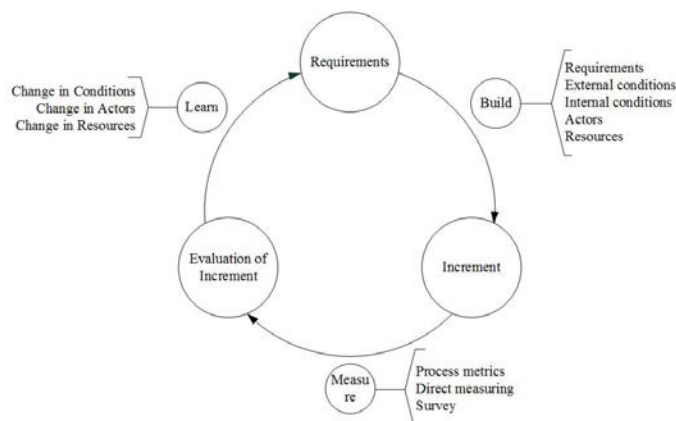 Requirements
Change in Conditions
Change in Actors
Change in Resources
Learn
Build
Requirements
External conditions
Internal conditions
Actors
Resources
Evaluation of
Increment
Increment
Measu
re
Process metrics
Direct measuring
Survey